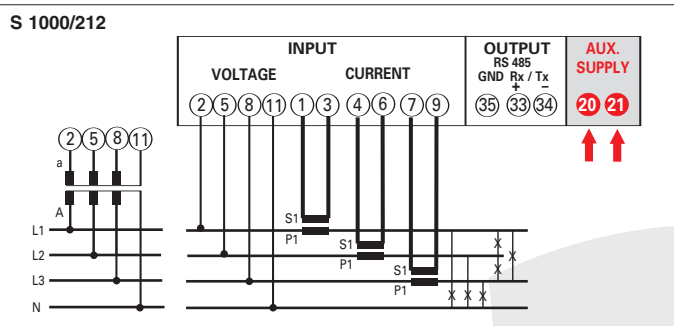 S 1000/212
INPUT
OUTPUT
AUX.
SUPPLY
RS 485
GND Rx / Tx
+ −
VOLTAGE
CURRENT
2 5 8 11 1 3 4 6 7 9 35 33 34 20 21
2 5 8 11
a
A
S1
P1
S1
P1
S1
P1
L1
L2
L3
N
X
X
X
X
X X X